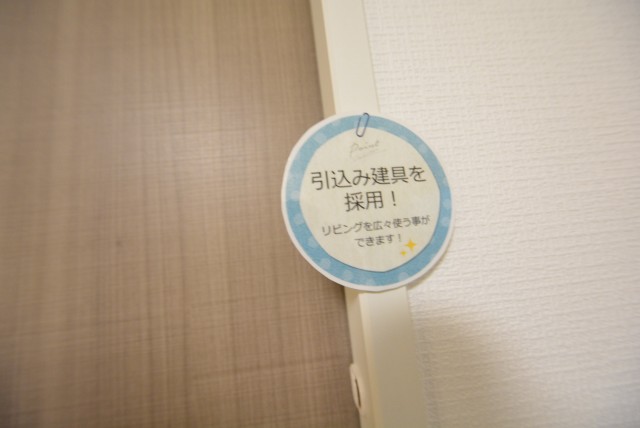 Point
引込み建具を
採用！
リビングを広々使う事が
できます！